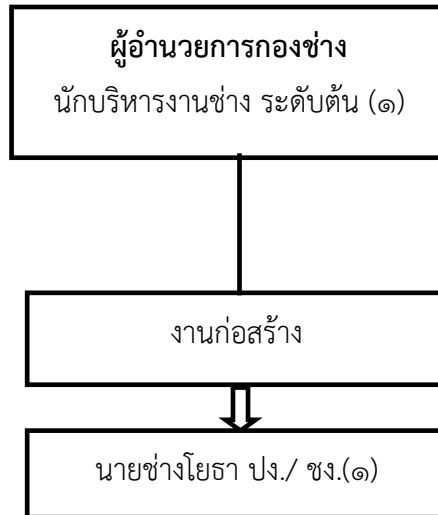 ผู้อำนวยการกองช่าง
นักบริหารงานช่าง ระดับต้น (๑)
งานก่อสร้าง
นายช่างโยธา ปง./ ชง.(๑)